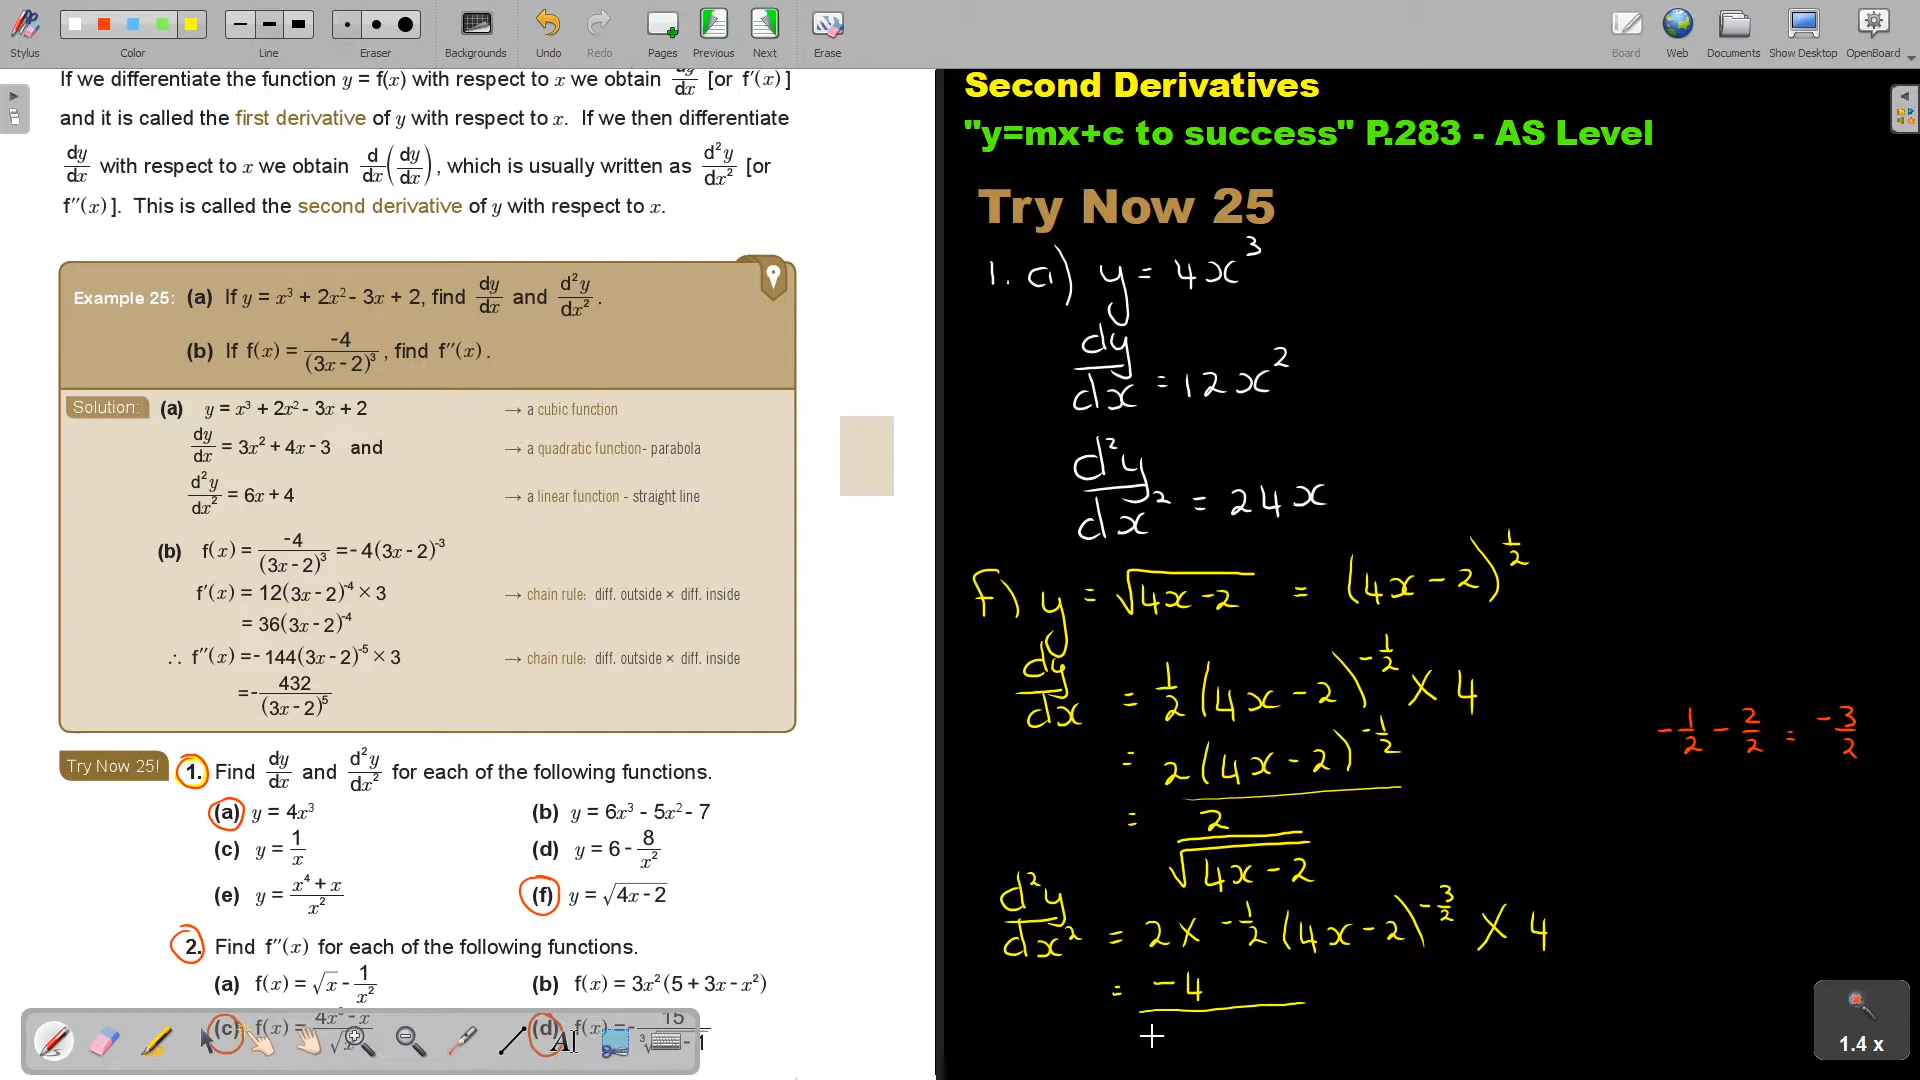 Stylus Color Line Eraser Backgrounds Undo Redo Pages Previous Next Erase Board Web Documents Show Desktop OpenBoard
If we differentiate the function y = f(x) with respect to x we obtain dy/dx [or f′(x)]
and it is called the first derivative of y with respect to x. If we then differentiate
dy/dx with respect to x we obtain d/dx(dy/dx), which is usually written as d²y/dx² [or
f″(x)]. This is called the second derivative of y with respect to x.
Example 25: (a) If y = x³ + 2x² - 3x + 2, find dy/dx and d²y/dx².
(b) If f(x) = -4/(3x - 2)³, find f″(x).
Solution: (a) y = x³ + 2x² - 3x + 2 → a cubic function
dy/dx = 3x² + 4x - 3 and → a quadratic function- parabola
d²y/dx² = 6x + 4 → a linear function - straight line
(b) f(x) = -4/(3x - 2)³ = -4(3x - 2)⁻³
f′(x) = 12(3x - 2)⁻⁴ × 3 → chain rule: diff. outside × diff. inside
= 36(3x - 2)⁻⁴
∴ f″(x) = -144(3x - 2)⁻⁵ × 3 → chain rule: diff. outside × diff. inside
= -432/(3x - 2)⁵
Try Now 25! 1. Find dy/dx and d²y/dx² for each of the following functions.
(a) y = 4x³ (b) y = 6x³ - 5x² - 7
(c) y = 1/x (d) y = 6 - 8/x²
(e) y = (x⁴ + x)/x² (f) y = √(4x - 2)
2. Find f″(x) for each of the following functions.
(a) f(x) = √x - 1/x² (b) f(x) = 3x²(5 + 3x - x²)
(c) f(x) = (d) f(x) = - 15
Second Derivatives
"y=mx+c to success" P.283 - AS Level
Try Now 25
1. a) y = 4x³
dy/dx = 12x²
d²y/dx² = 24x
f) y = √(4x-2) = (4x-2)^(1/2)
dy/dx = 1/2 (4x-2)^(-1/2) × 4
= 2(4x-2)^(-1/2)
= 2/√(4x-2)
d²y/dx² = 2 × -1/2 (4x-2)^(-3/2) × 4
= -4
-1/2 - 2/2 = -3/2
1.4 x